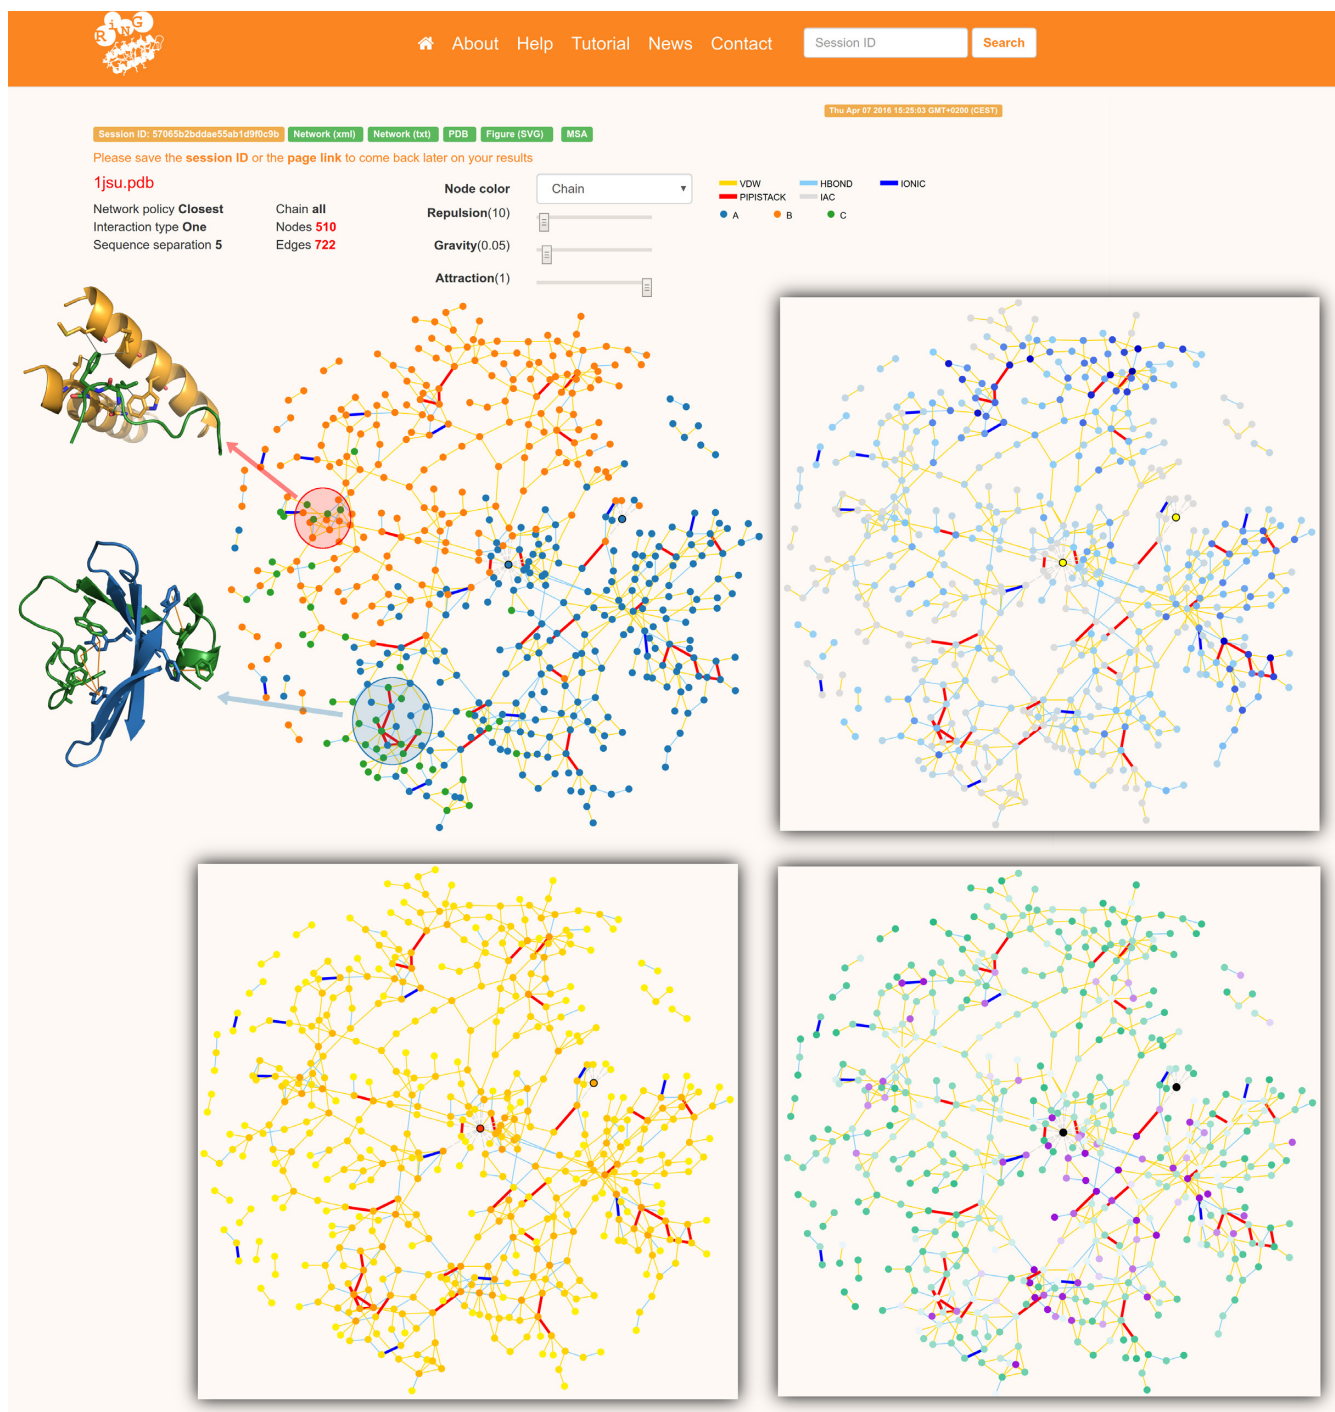 RiNG
About Help Tutorial News Contact Session ID Search
Thu Apr 07 2016 15:25:03 GMT+0200 (CEST)
Session ID: 57065b2bddae55ab1d9f0c9b Network (xml) Network (txt) PDB Figure (SVG) MSA
Please save the session ID or the page link to come back later on your results
1jsu.pdb
Network policy Closest Chain all
Interaction type One Nodes 510
Sequence separation 5 Edges 722
Node color Chain
Repulsion(10)
Gravity(0.05)
Attraction(1)
VDW HBOND IONIC
PIPISTACK IAC
A B C